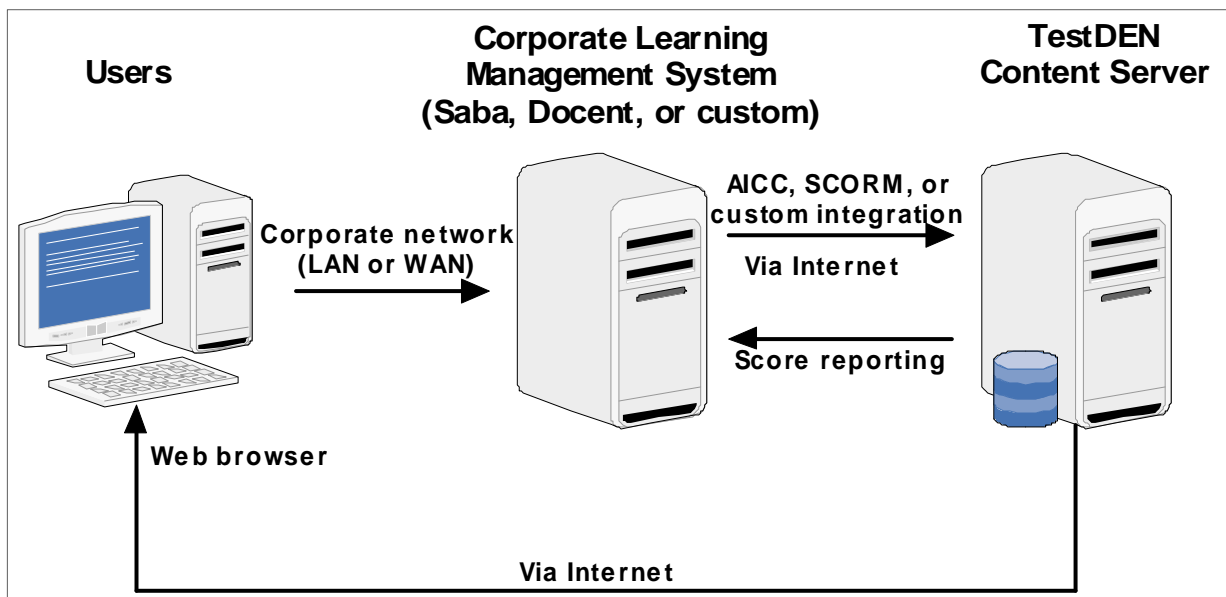 Users
Corporate Learning
Management System
(Saba, Docent, or custom)
TestDEN
Content Server
Corporate network
(LAN or WAN)
AICC, SCORM, or
custom integration
Via Internet
Score reporting
Web browser
Via Internet